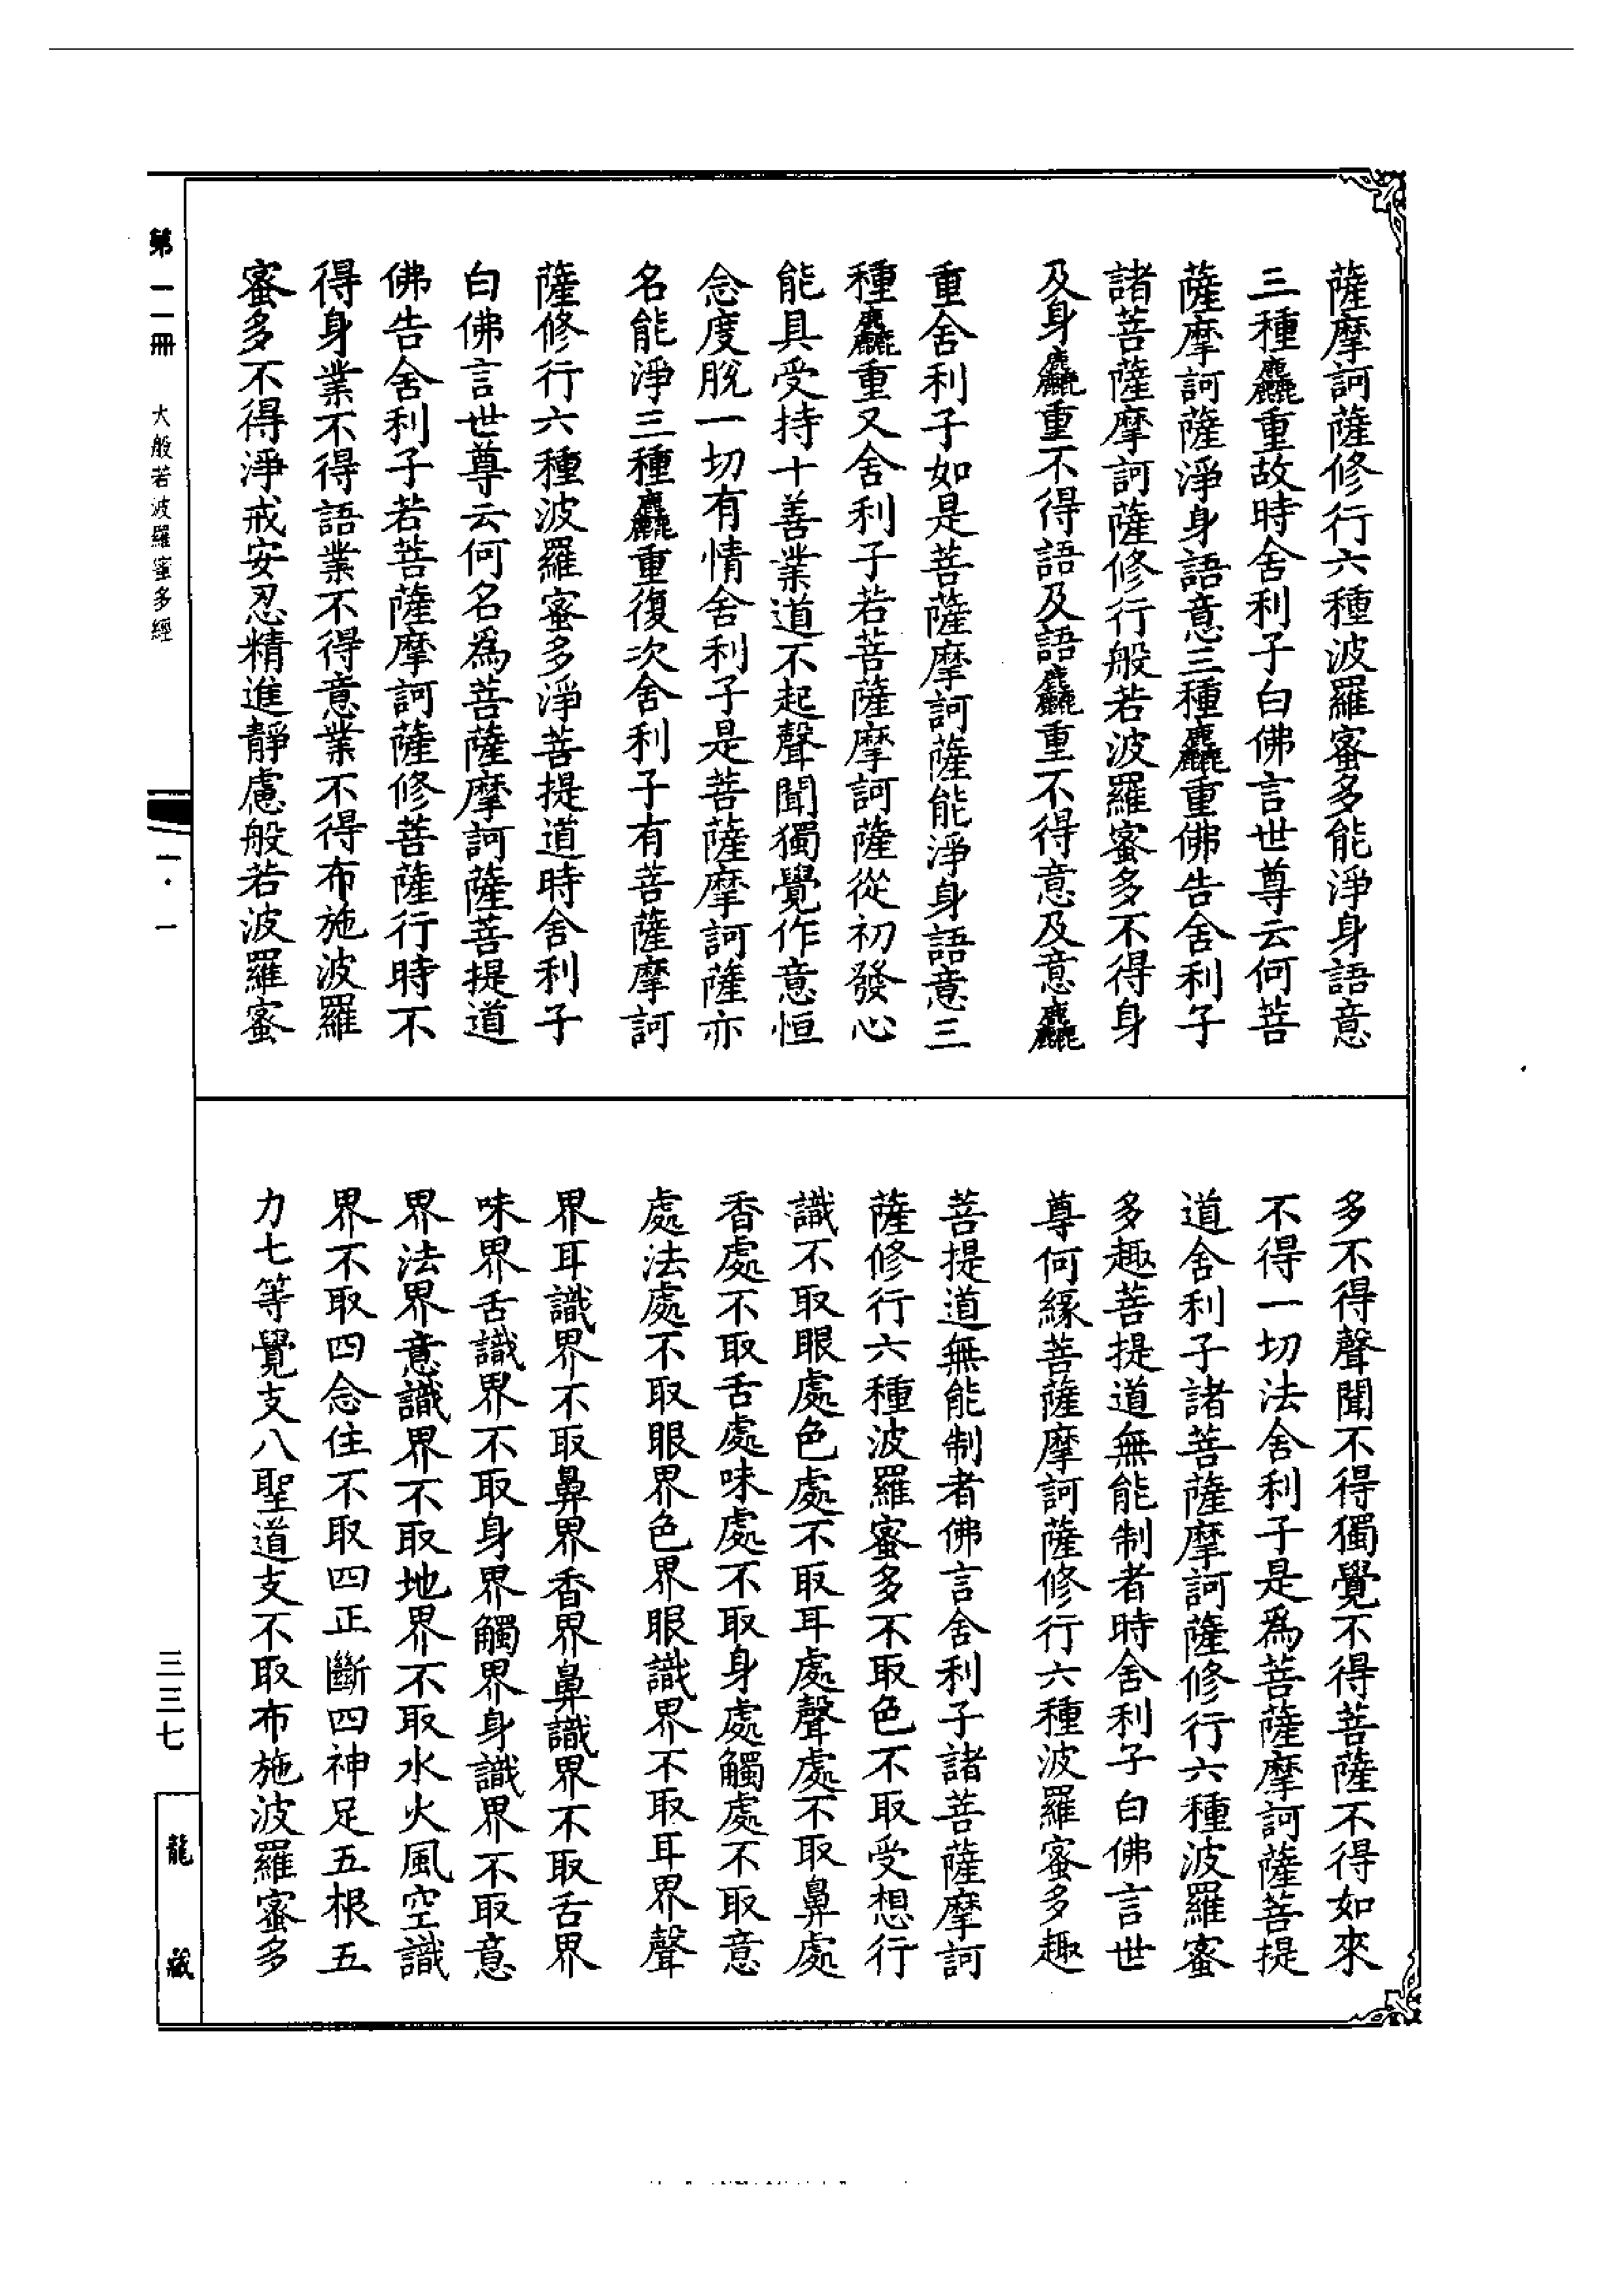 薩摩訶薩修行六種波羅蜜多能淨身語意
三種麤重故時舍利子白佛言世尊云何菩
薩摩訶薩淨身語意三種麤重佛告舍利子
諸菩薩摩訶薩修行般若波羅蜜多不得身
及身麤重不得語及語麤重不得意及意麤
重舍利子如是菩薩摩訶薩能淨身語意三
種麤重又舍利子若菩薩摩訶薩從初發心
能具受持十善業道不起聲聞獨覺作意恒
念度脫一切有情舍利子是菩薩摩訶薩亦
名能淨三種麤重復次舍利子有菩薩摩訶
薩修行六種波羅蜜多淨菩提道時舍利子
白佛言世尊云何名爲菩薩摩訶薩菩提道
佛告舍利子若菩薩摩訶薩修菩薩行時不
得身業不得語業不得意業不得布施波羅
蜜多不得淨戒安忍精進靜慮般若波羅蜜
多不得聲聞不得獨覺不得菩薩不得如來
不得一切法舍利子是爲菩薩摩訶薩菩提
道舍利子諸菩薩摩訶薩修行六種波羅蜜
多趣菩提道無能制者時舍利子白佛言世
尊何緣菩薩摩訶薩修行六種波羅蜜多趣
菩提道無能制者佛言舍利子諸菩薩摩訶
薩修行六種波羅蜜多不取色不取受想行
識不取眼處色處不取耳處聲處不取鼻處
香處不取舌處味處不取身處觸處不取意
處法處不取眼界色界眼識界不取耳界聲
界耳識界不取鼻界香界鼻識界不取舌界
味界舌識界不取身界觸界身識界不取意
界法界意識界不取地界不取水火風空識
界不取四念住不取四正斷四神足五根五
力七等覺支八聖道支不取布施波羅蜜多
第二冊 大般若波羅蜜多經
一·一
三三七
龍藏